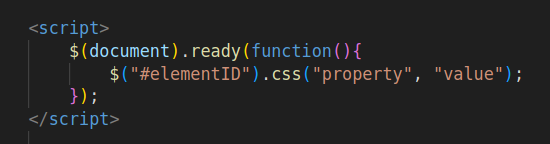 <script>
$(document).ready(function(){
$("#elementID").css("property", "value");
});
</script>